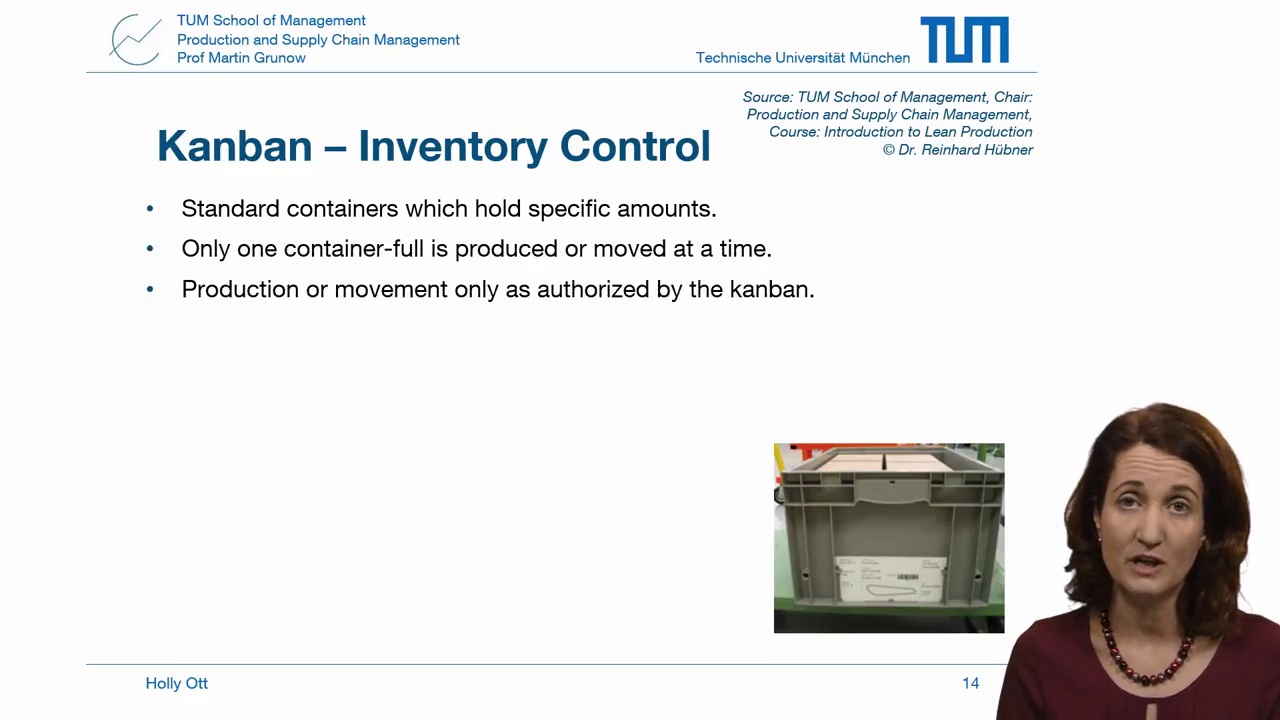 TUM School of Management
Production and Supply Chain Management
Prof Martin Grunow
Technische Universität München
TUM
Source: TUM School of Management, Chair:
Production and Supply Chain Management,
Course: Introduction to Lean Production
© Dr. Reinhard Hübner
Kanban – Inventory Control
• Standard containers which hold specific amounts.
• Only one container-full is produced or moved at a time.
• Production or movement only as authorized by the kanban.
Holly Ott
14